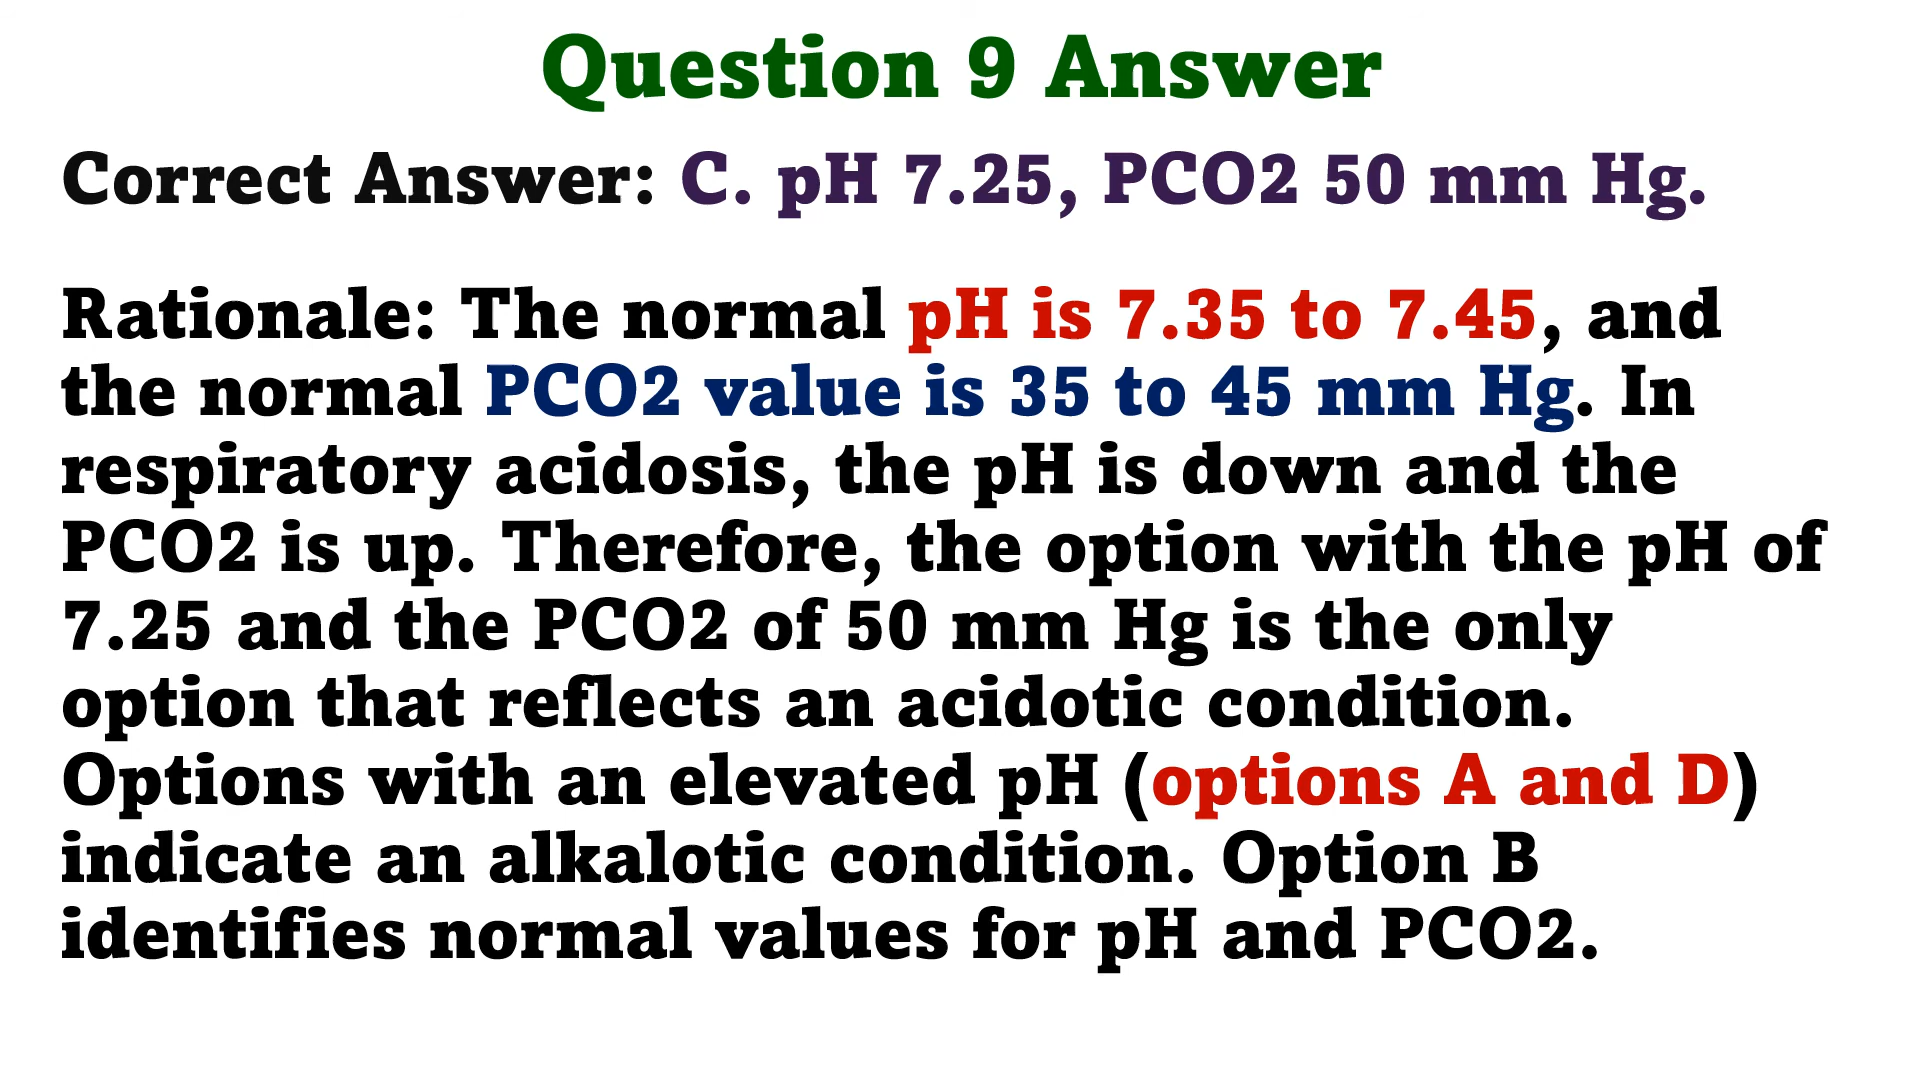 Question 9 Answer
Correct Answer: C. pH 7.25, PCO2 50 mm Hg.
Rationale: The normal pH is 7.35 to 7.45, and
the normal PCO2 value is 35 to 45 mm Hg. In
respiratory acidosis, the pH is down and the
PCO2 is up. Therefore, the option with the pH of
7.25 and the PCO2 of 50 mm Hg is the only
option that reflects an acidotic condition.
Options with an elevated pH (options A and D)
indicate an alkalotic condition. Option B
identifies normal values for pH and PCO2.